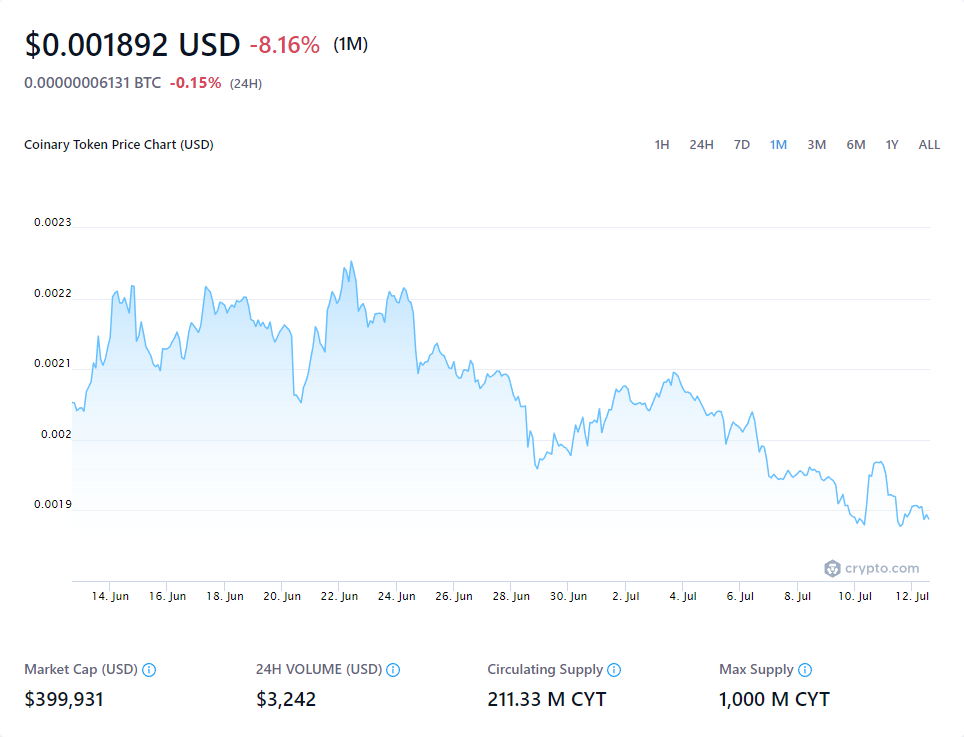 $0.001892 USD -8.16% (1M)
0.00000006131 BTC -0.15% (24H)
Coinary Token Price Chart (USD) 1H 24H 7D 1M 3M 6M 1Y ALL
0.0023
0.0022
0.0021
0.002
0.0019
crypto.com
14. Jun 16. Jun 18. Jun 20. Jun 22. Jun 24. Jun 26. Jun 28. Jun 30. Jun 2. Jul 4. Jul 6. Jul 8. Jul 10. Jul 12. Jul
Market Cap (USD) 24H VOLUME (USD) Circulating Supply Max Supply
$399,931 $3,242 211.33 M CYT 1,000 M CYT